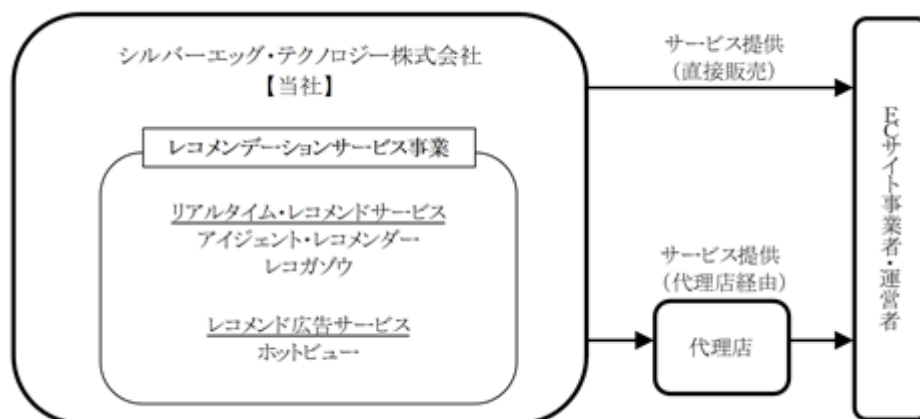 シルバーエッグ・テクノロジー株式会社
【当社】
レコメンデーションサービス事業
リアルタイム・レコメンドサービス
アイジェント・レコメンダー
レコガゾウ
レコメンド広告サービス
ホットビュー
サービス提供
（直接販売）
サービス提供
（代理店経由）
代理店
ECサイト事業者・運営者